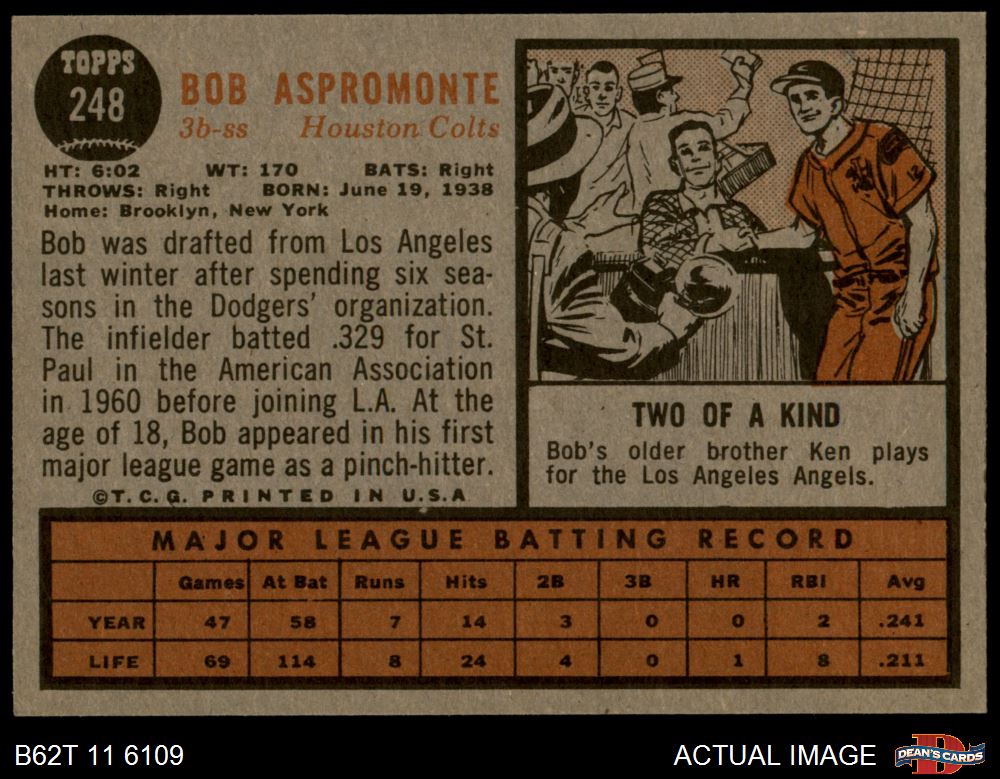 TOPPS
248
BOB ASPROMONTE
3b-ss Houston Colts
HT: 6:02 WT: 170 BATS: Right
THROWS: Right BORN: June 19, 1938
Home: Brooklyn, New York
Bob was drafted from Los Angeles
last winter after spending six sea-
sons in the Dodgers' organization.
The infielder batted .329 for St.
Paul in the American Association
in 1960 before joining L.A. At the
age of 18, Bob appeared in his first
major league game as a pinch-hitter.
©T.C.G. PRINTED IN U.S.A
TWO OF A KIND
Bob's older brother Ken plays
for the Los Angeles Angels.
MAJOR LEAGUE BATTING RECORD
Games At Bat Runs Hits 2B 3B HR RBI Avg
YEAR 47 58 7 14 3 0 0 2 .241
LIFE 69 114 8 24 4 0 1 8 .211
B62T 11 6109
ACTUAL IMAGE
DEAN'S CARDS